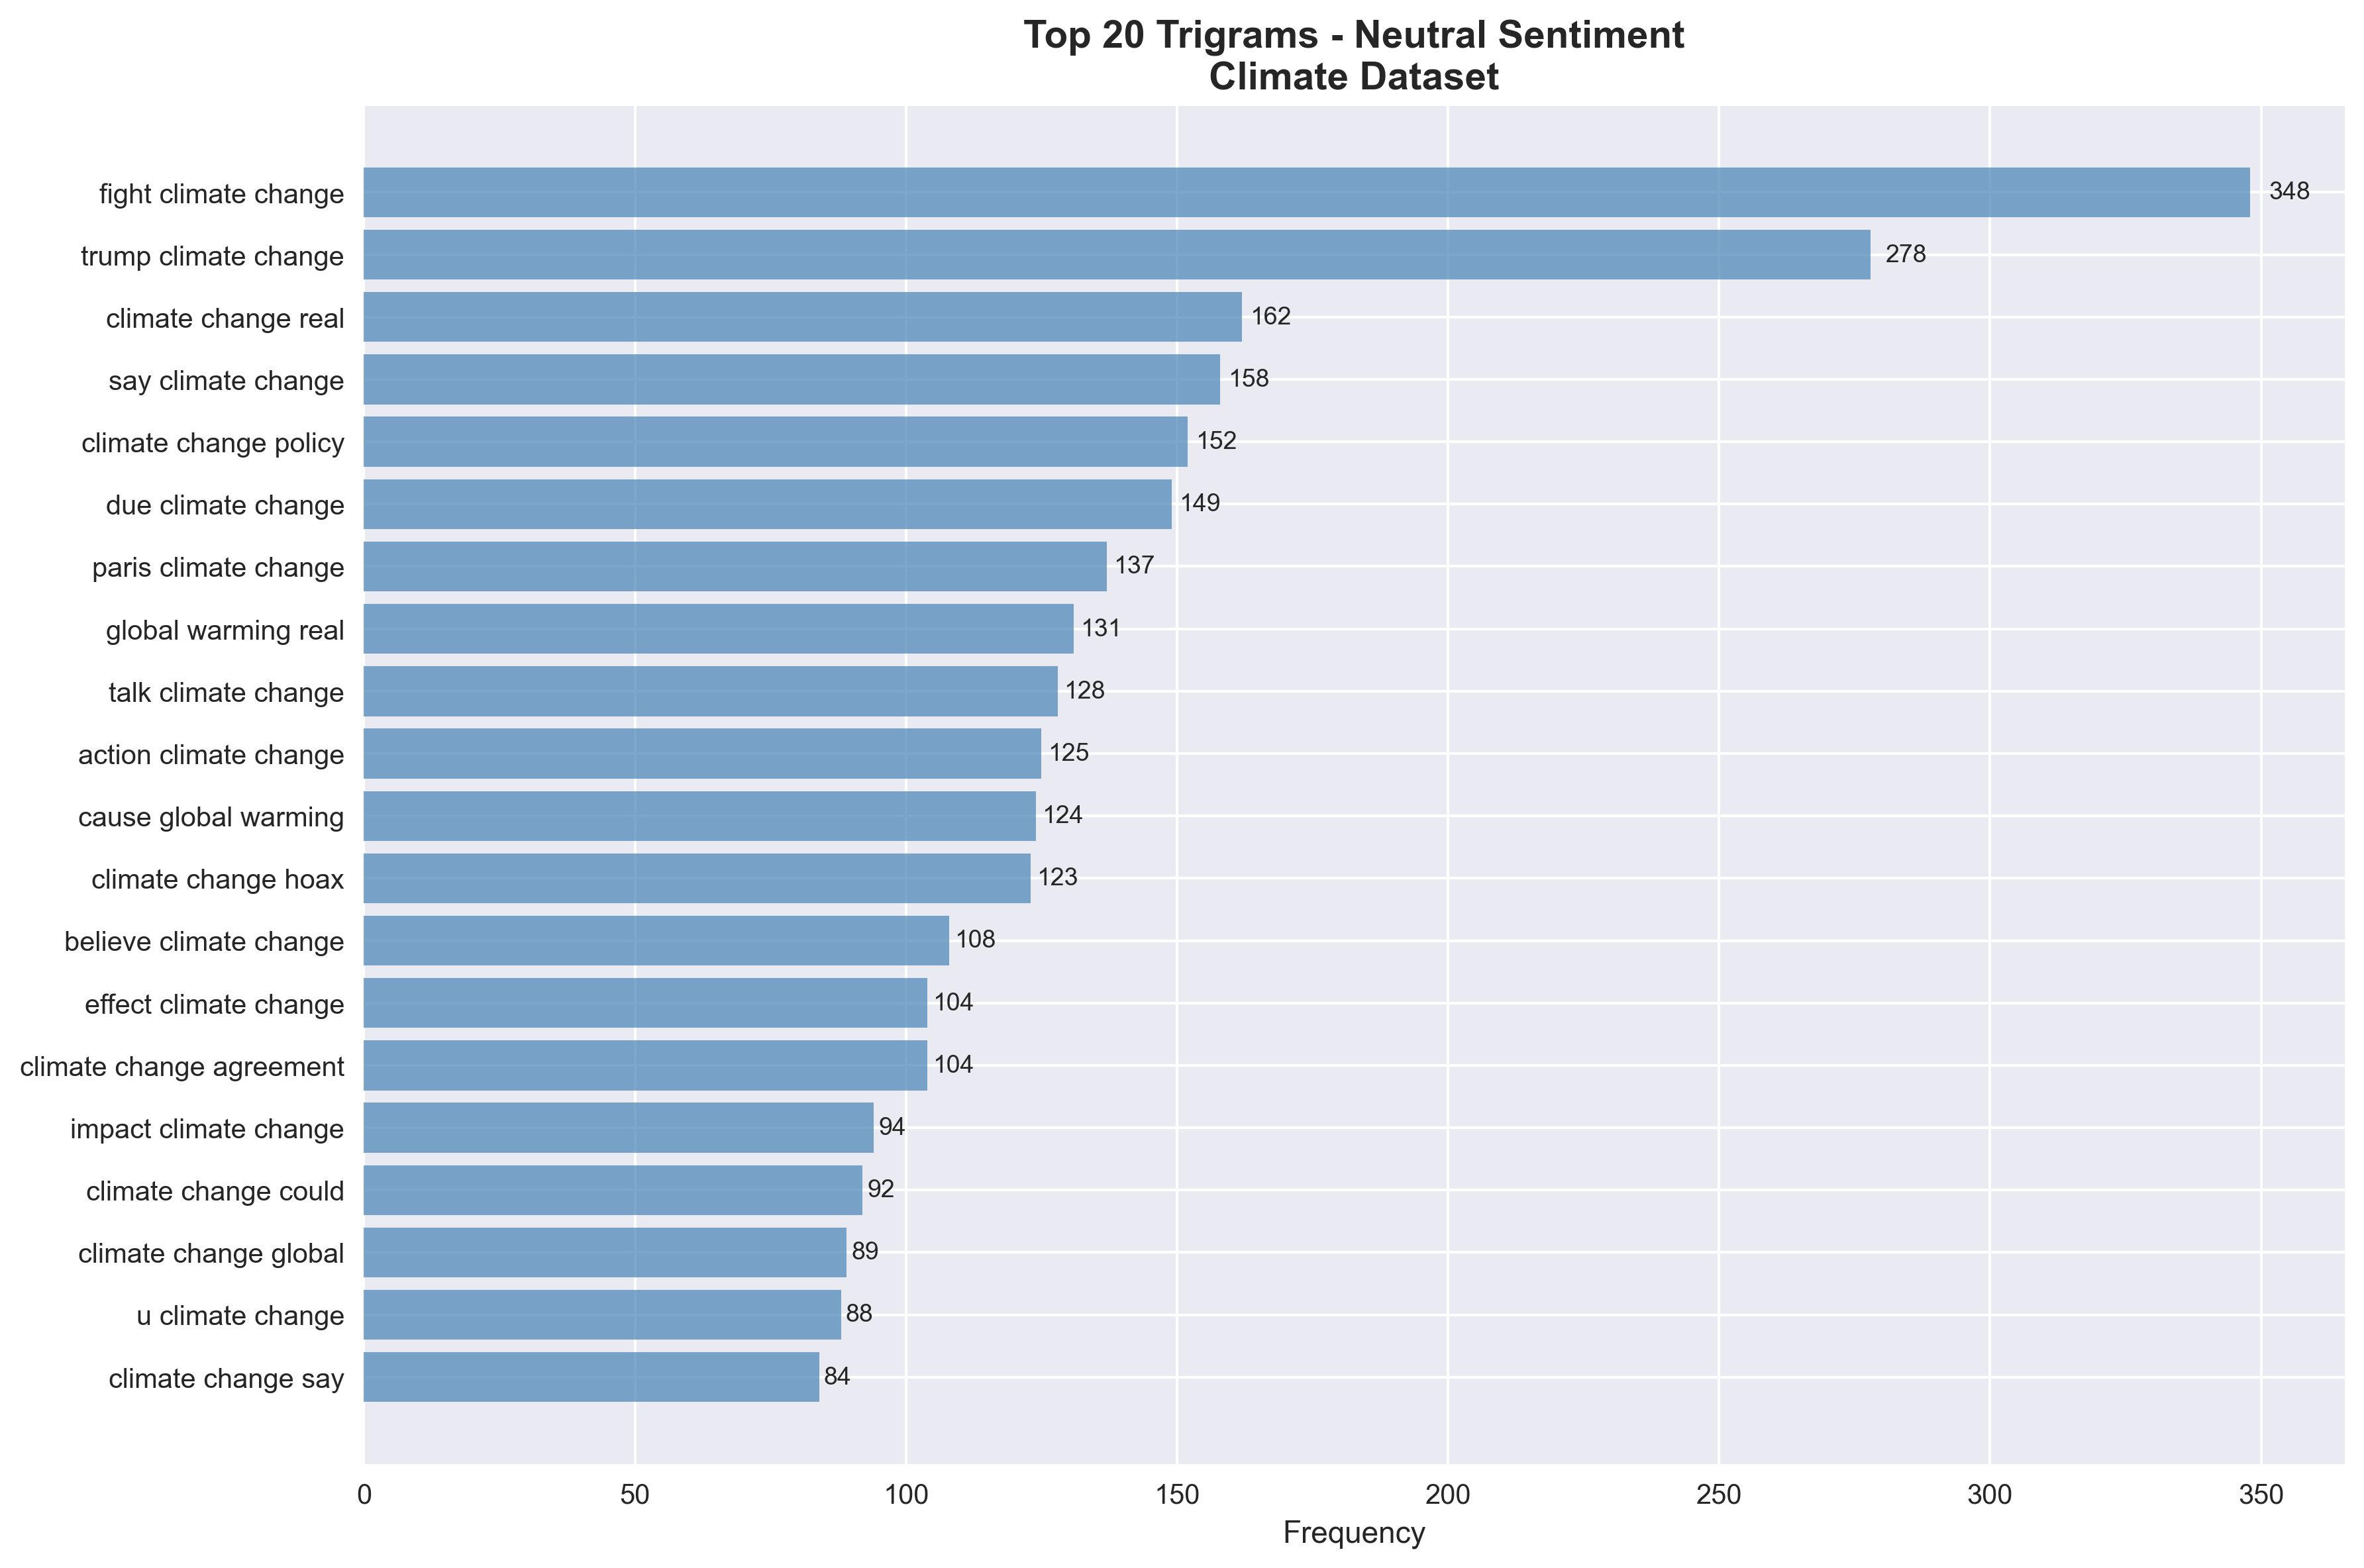 Top 20 Trigrams - Neutral Sentiment
Climate Dataset
fight climate change 348
trump climate change 278
climate change real 162
say climate change 158
climate change policy 152
due climate change 149
paris climate change 137
global warming real 131
talk climate change 128
action climate change 125
cause global warming 124
climate change hoax 123
believe climate change 108
effect climate change 104
climate change agreement 104
impact climate change 94
climate change could 92
climate change global 89
u climate change 88
climate change say 84
0 50 100 150 200 250 300 350
Frequency